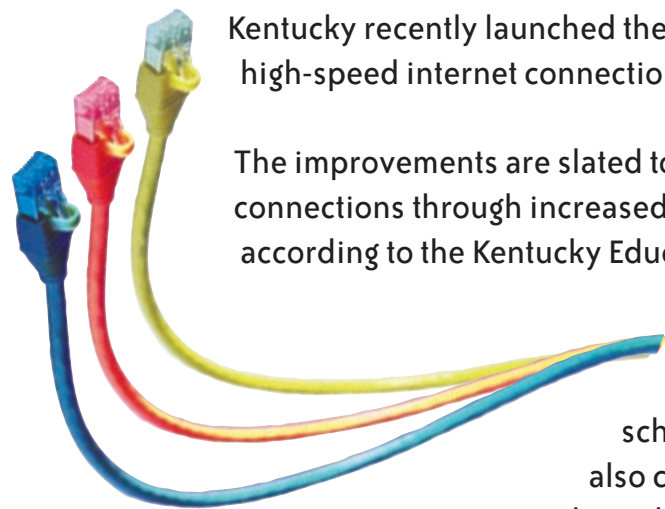 Kentucky recently launched the
high-speed internet connectio
The improvements are slated to
connections through increased
according to the Kentucky Educ
sch
also c